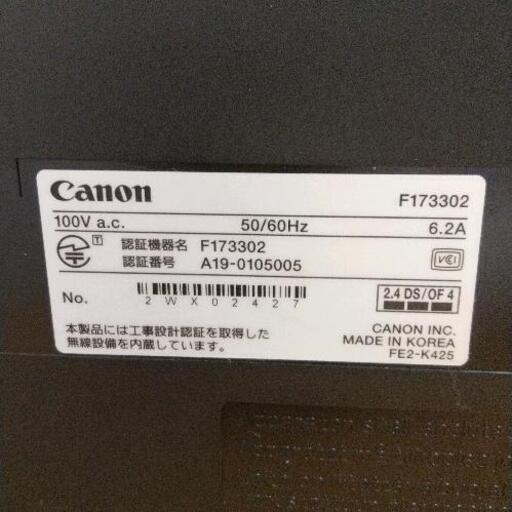 Canon F173302
100V a.c. 50/60Hz 6.2A
T 認証機器名 F173302
認証番号 A19-0105005
VCI
No. 2WX02427
2.4 DS/OF 4
本製品には工事設計認証を取得した
無線設備を内蔵しています。
CANON INC.
MADE IN KOREA
FE2-K425